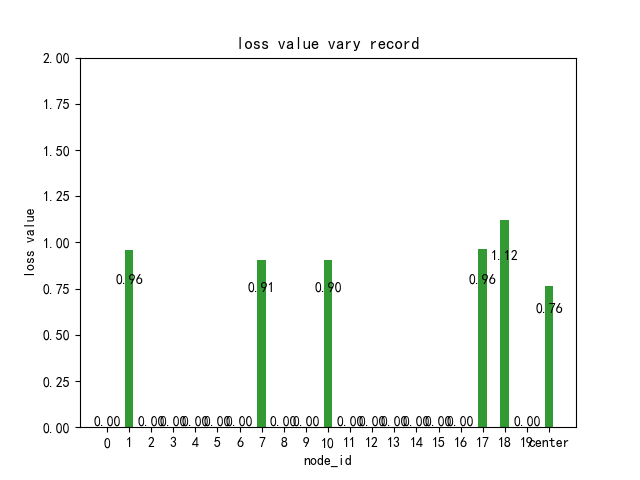 loss value vary record
2.00
1.75
1.50
1.25
1.00
0.75
0.50
0.25
0.00
loss value
0.00 0.96 0.00 0.00 0.00 0.00 0.00 0.91 0.00 0.00 0.90 0.00 0.00 0.00 0.00 0.00 0.00 0.96 1.12 0.00 0.76
0 1 2 3 4 5 6 7 8 9 10 11 12 13 14 15 16 17 18 19 center
node_id